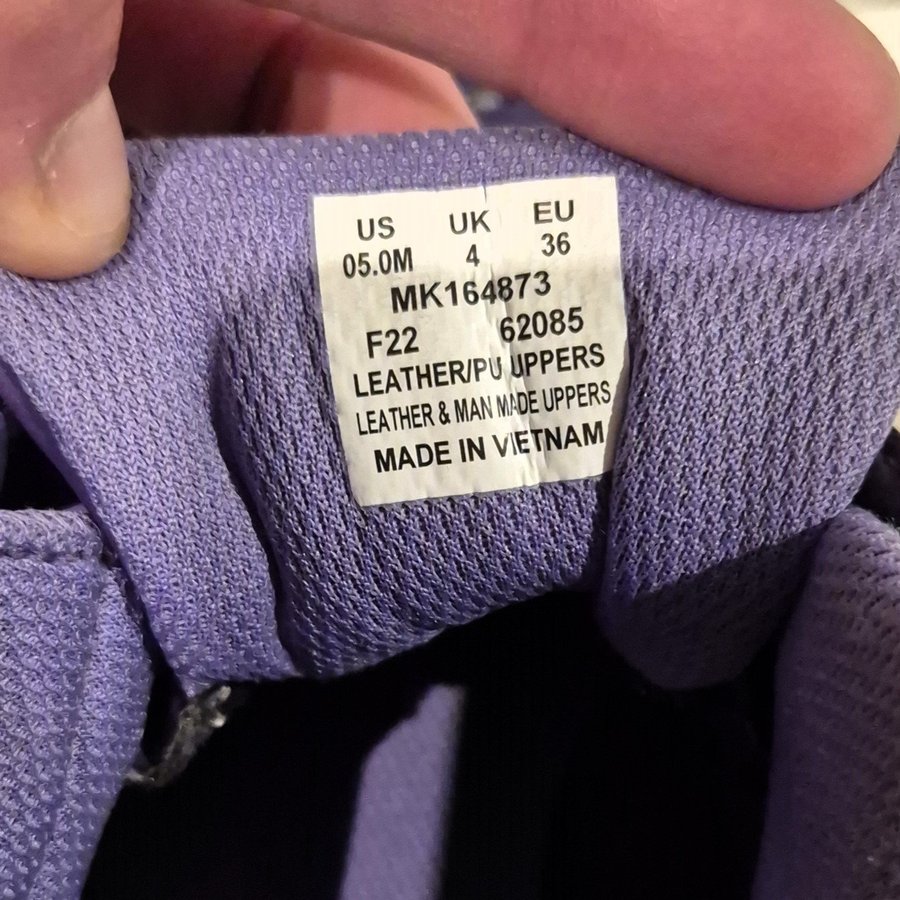 US UK EU
05.0M 4 36
MK164873
F22 62085
LEATHER/PU UPPERS
LEATHER & MAN MADE UPPERS
MADE IN VIETNAM